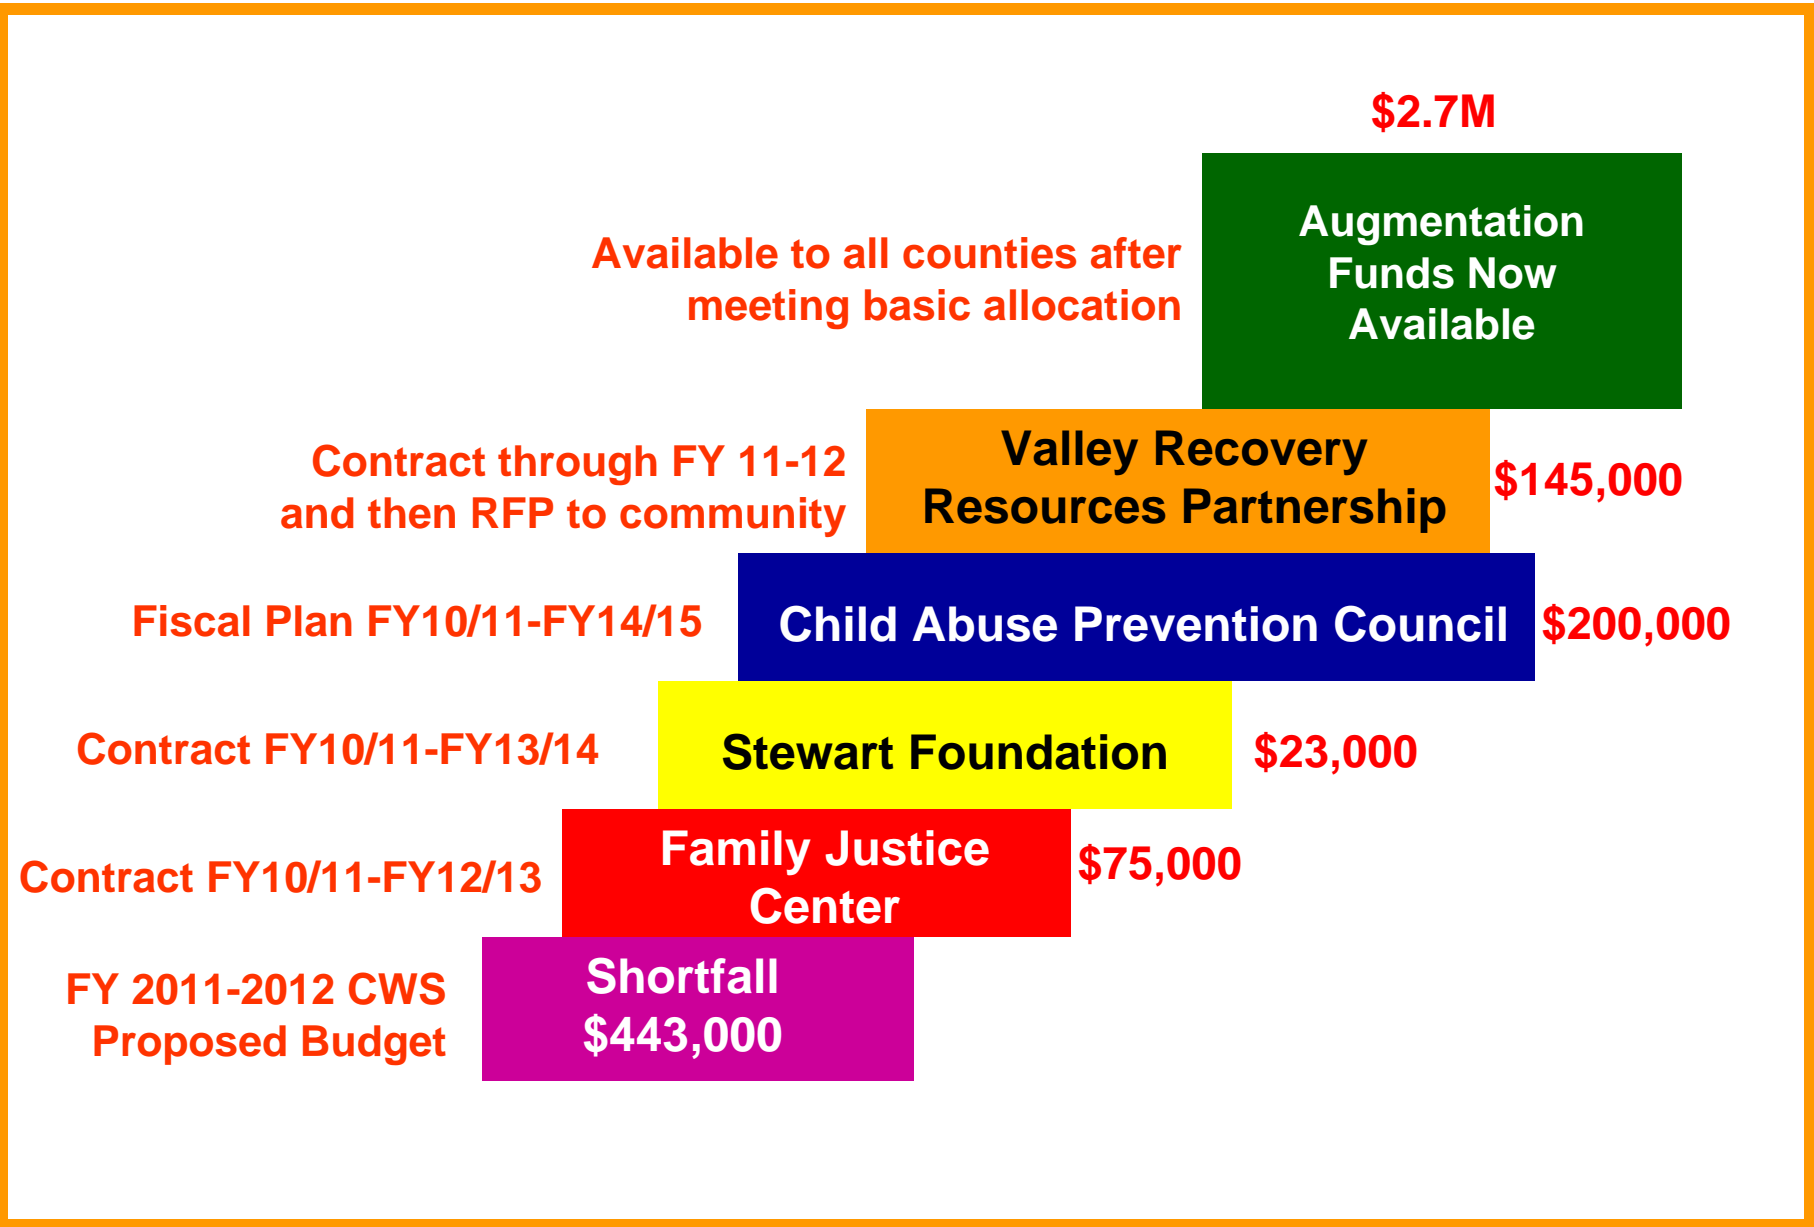 $2.7M
Available to all counties after
meeting basic allocation
Augmentation
Funds Now
Available
Contract through FY 11-12
and then RFP to community
Valley Recovery
Resources Partnership
$145,000
Fiscal Plan FY10/11-FY14/15
Child Abuse Prevention Council
$200,000
Contract FY10/11-FY13/14
Stewart Foundation
$23,000
Contract FY10/11-FY12/13
Family Justice
Center
$75,000
FY 2011-2012 CWS
Proposed Budget
Shortfall
$443,000